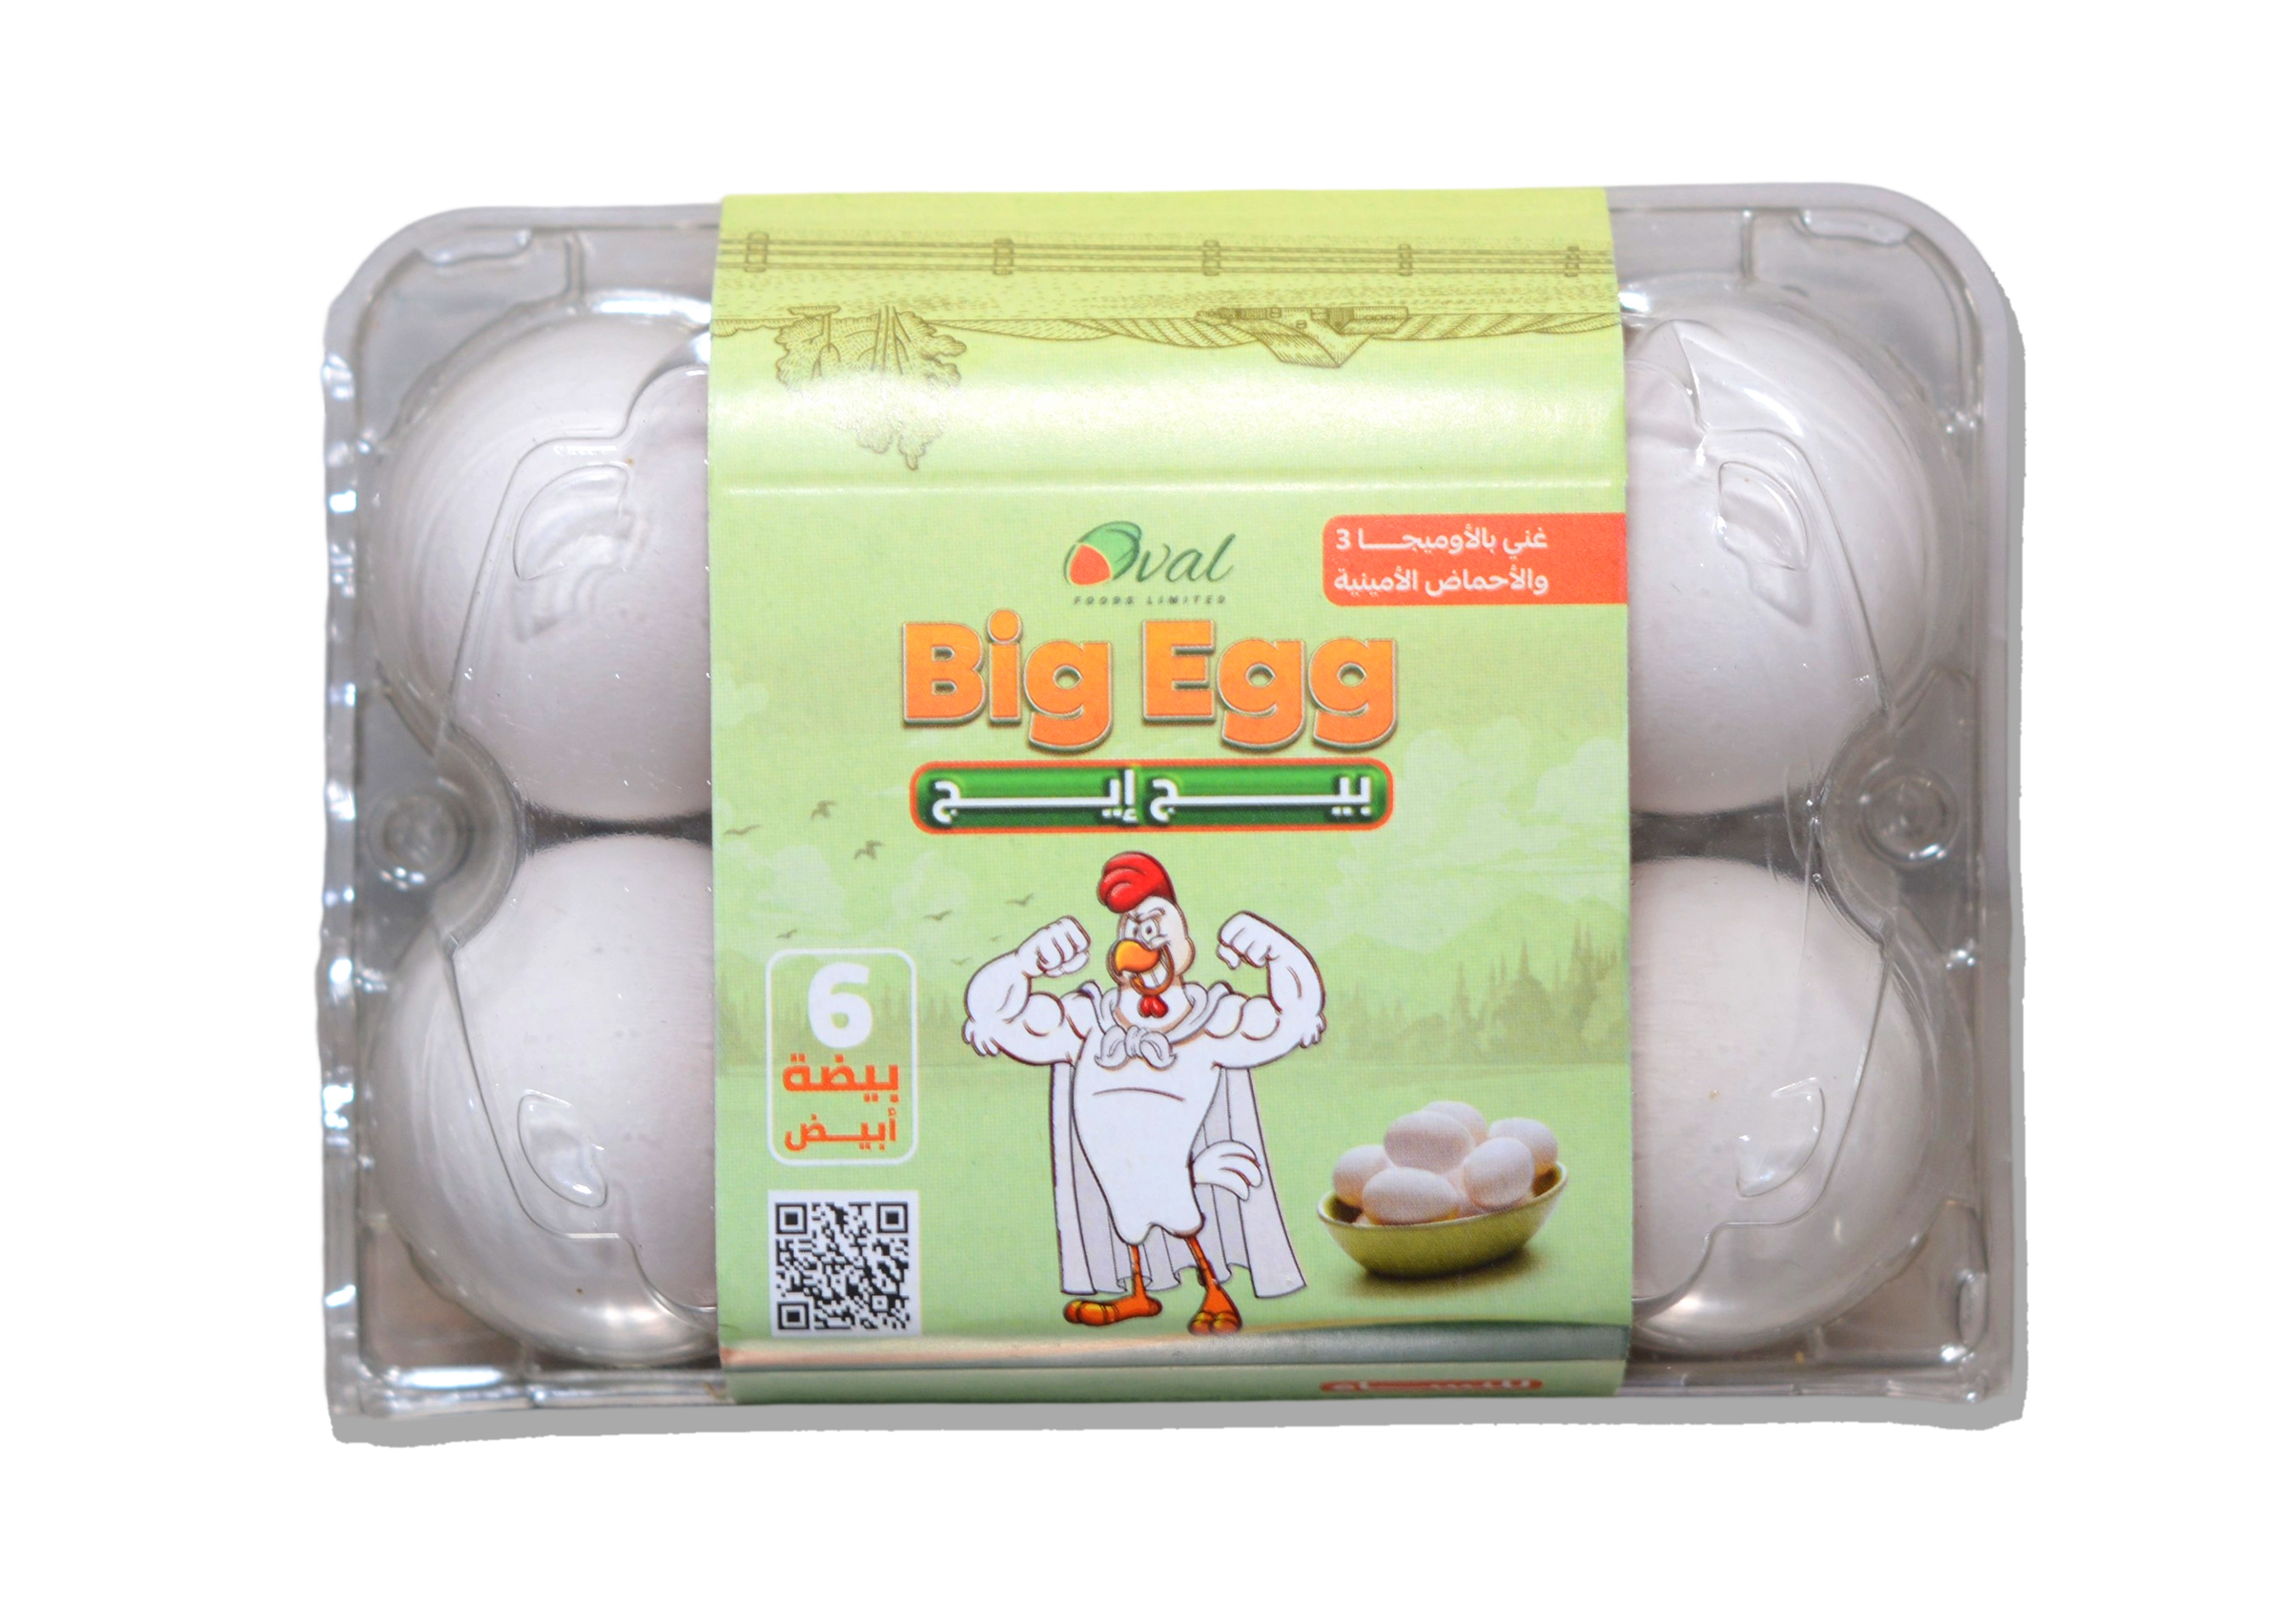 Oval
FOODS LIMITED
غني بالأوميجا 3
والأحماض الأمينية
Big Egg
بيج إيج
6
بيضة
أبيض